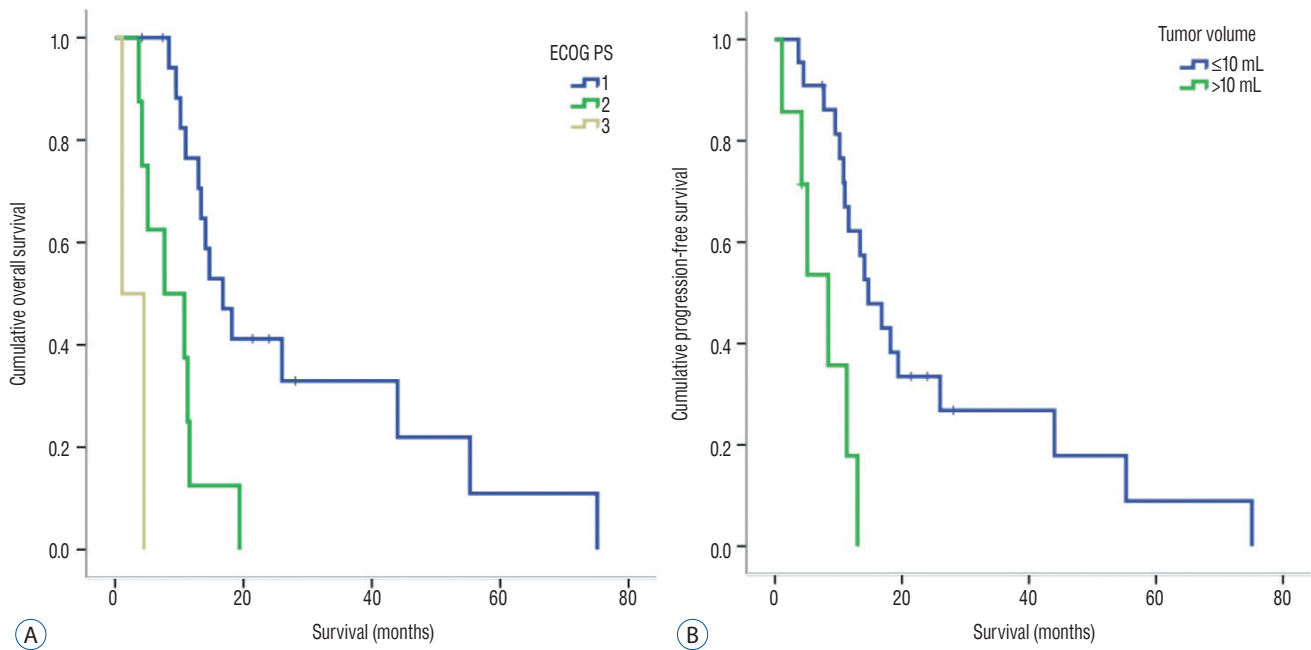 ECOG PS
1
2
3
1.0
0.8
0.6
0.4
0.2
0.0
Cumulative overall survival
0 20 40 60 80
Survival (months)
A
Tumor volume
≤10 mL
>10 mL
1.0
0.8
0.6
0.4
0.2
0.0
Cumulative progression-free survival
0 20 40 60 80
Survival (months)
B